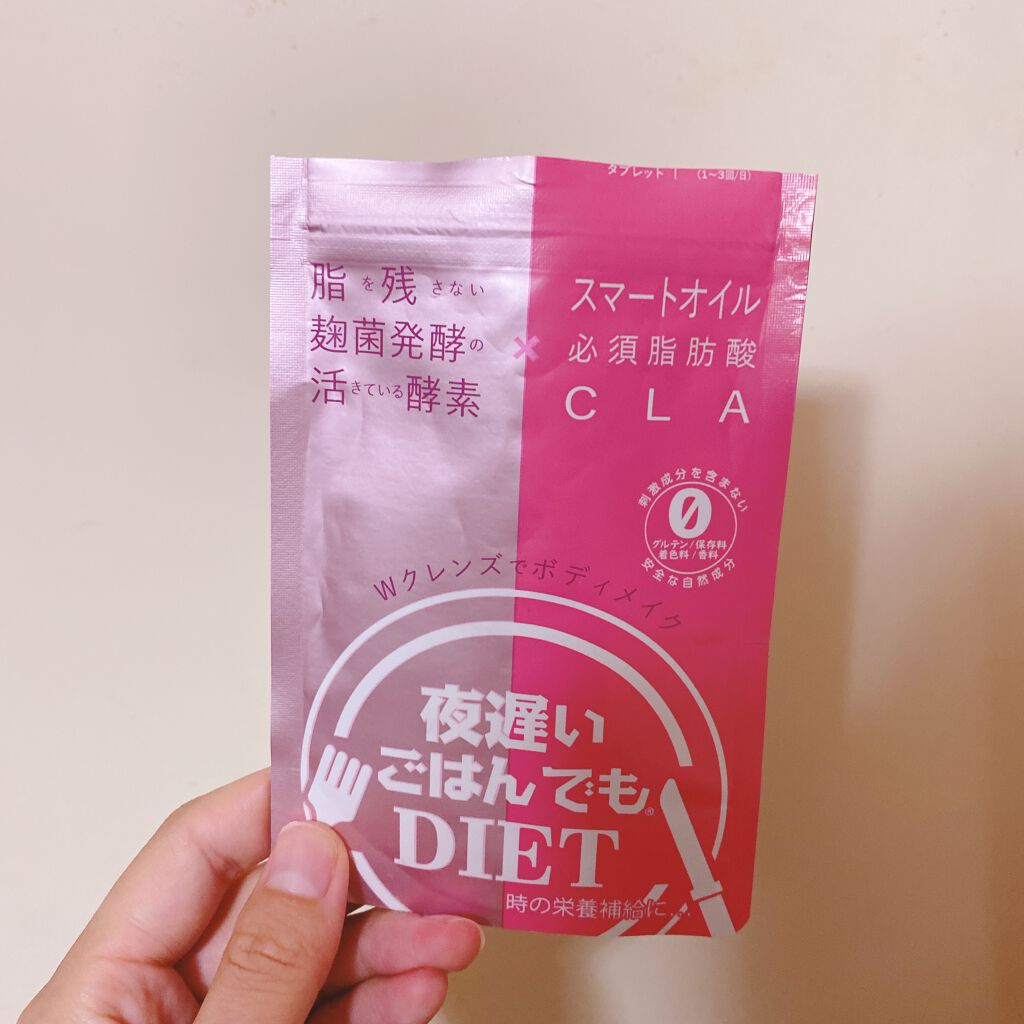 タブレット! (1~3回/日)
脂を残さない
麹菌発酵の
活きている酵素
×
スマートオイル
必須脂肪酸
CLA
刺激成分を含まない
0
グルテン/保存料
着色料/香料
安全な自然成分
Wクレンズでボディメイク
夜遅い
ごはんでも®
DIET
時の栄養補給に...